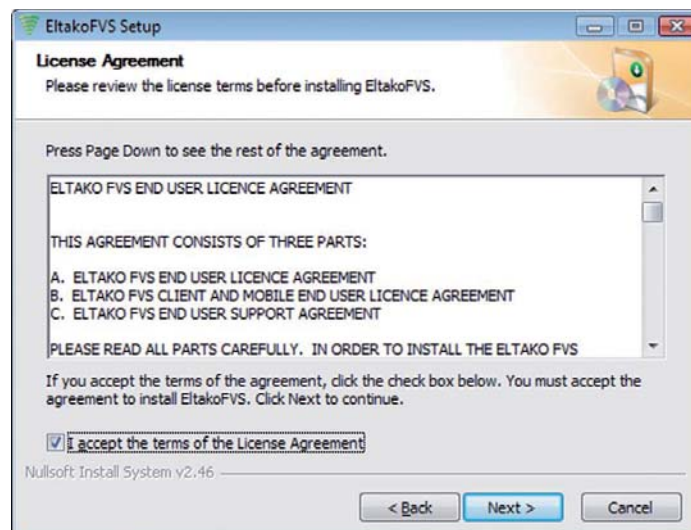 EltakoFVS Setup
License Agreement
Please review the license terms before installing EltakoFVS.
Press Page Down to see the rest of the agreement.
ELTAKO FVS END USER LICENCE AGREEMENT
THIS AGREEMENT CONSISTS OF THREE PARTS:
A. ELTAKO FVS END USER LICENCE AGREEMENT
B. ELTAKO FVS CLIENT AND MOBILE END USER LICENCE AGREEMENT
C. ELTAKO FVS END USER SUPPORT AGREEMENT
PLEASE READ ALL PARTS CAREFULLY. IN ORDER TO INSTALL THE ELTAKO FVS
If you accept the terms of the agreement, click the check box below. You must accept the
agreement to install EltakoFVS. Click Next to continue.
I accept the terms of the License Agreement
Nullsoft Install System v2.46
< Back Next > Cancel